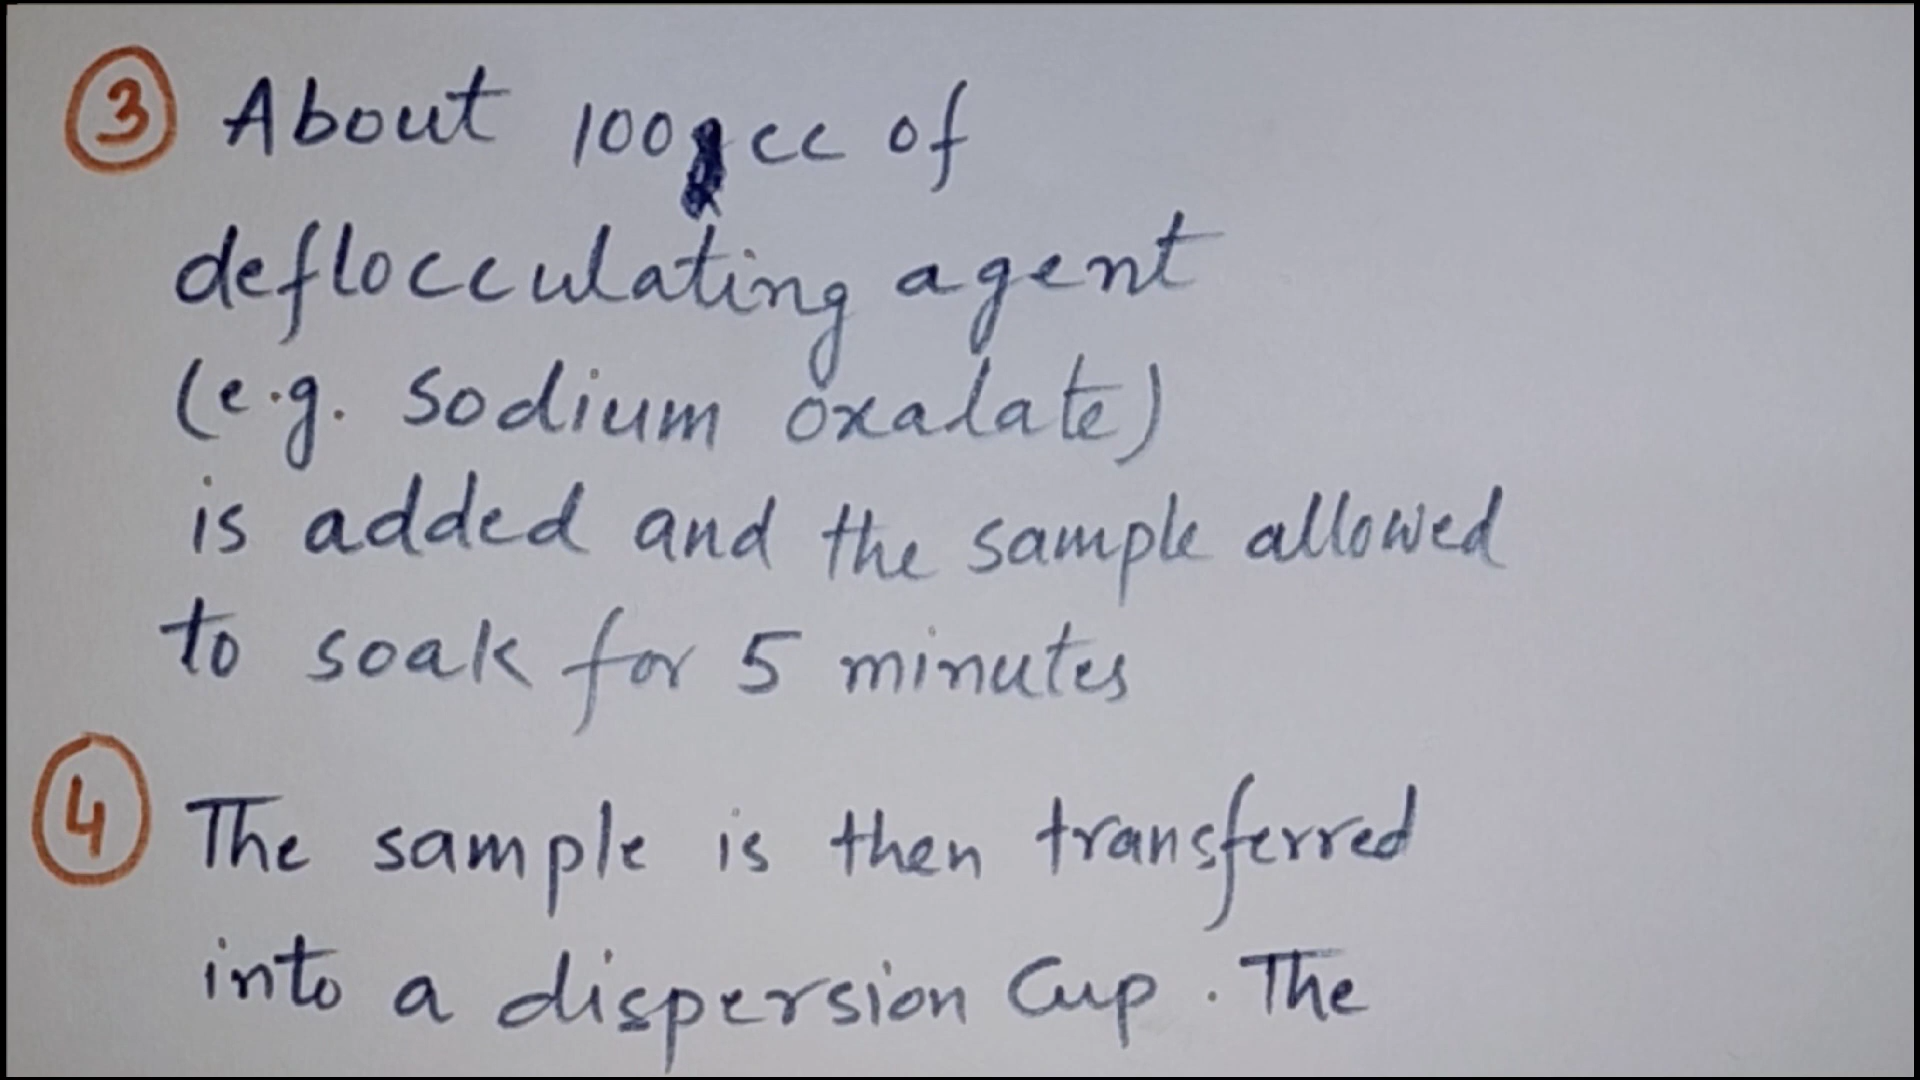 ③ About 100 cc of
deflocculating agent
(e.g. sodium oxalate)
is added and the sample allowed
to soak for 5 minutes
④ The sample is then transferred
into a dispersion cup. The